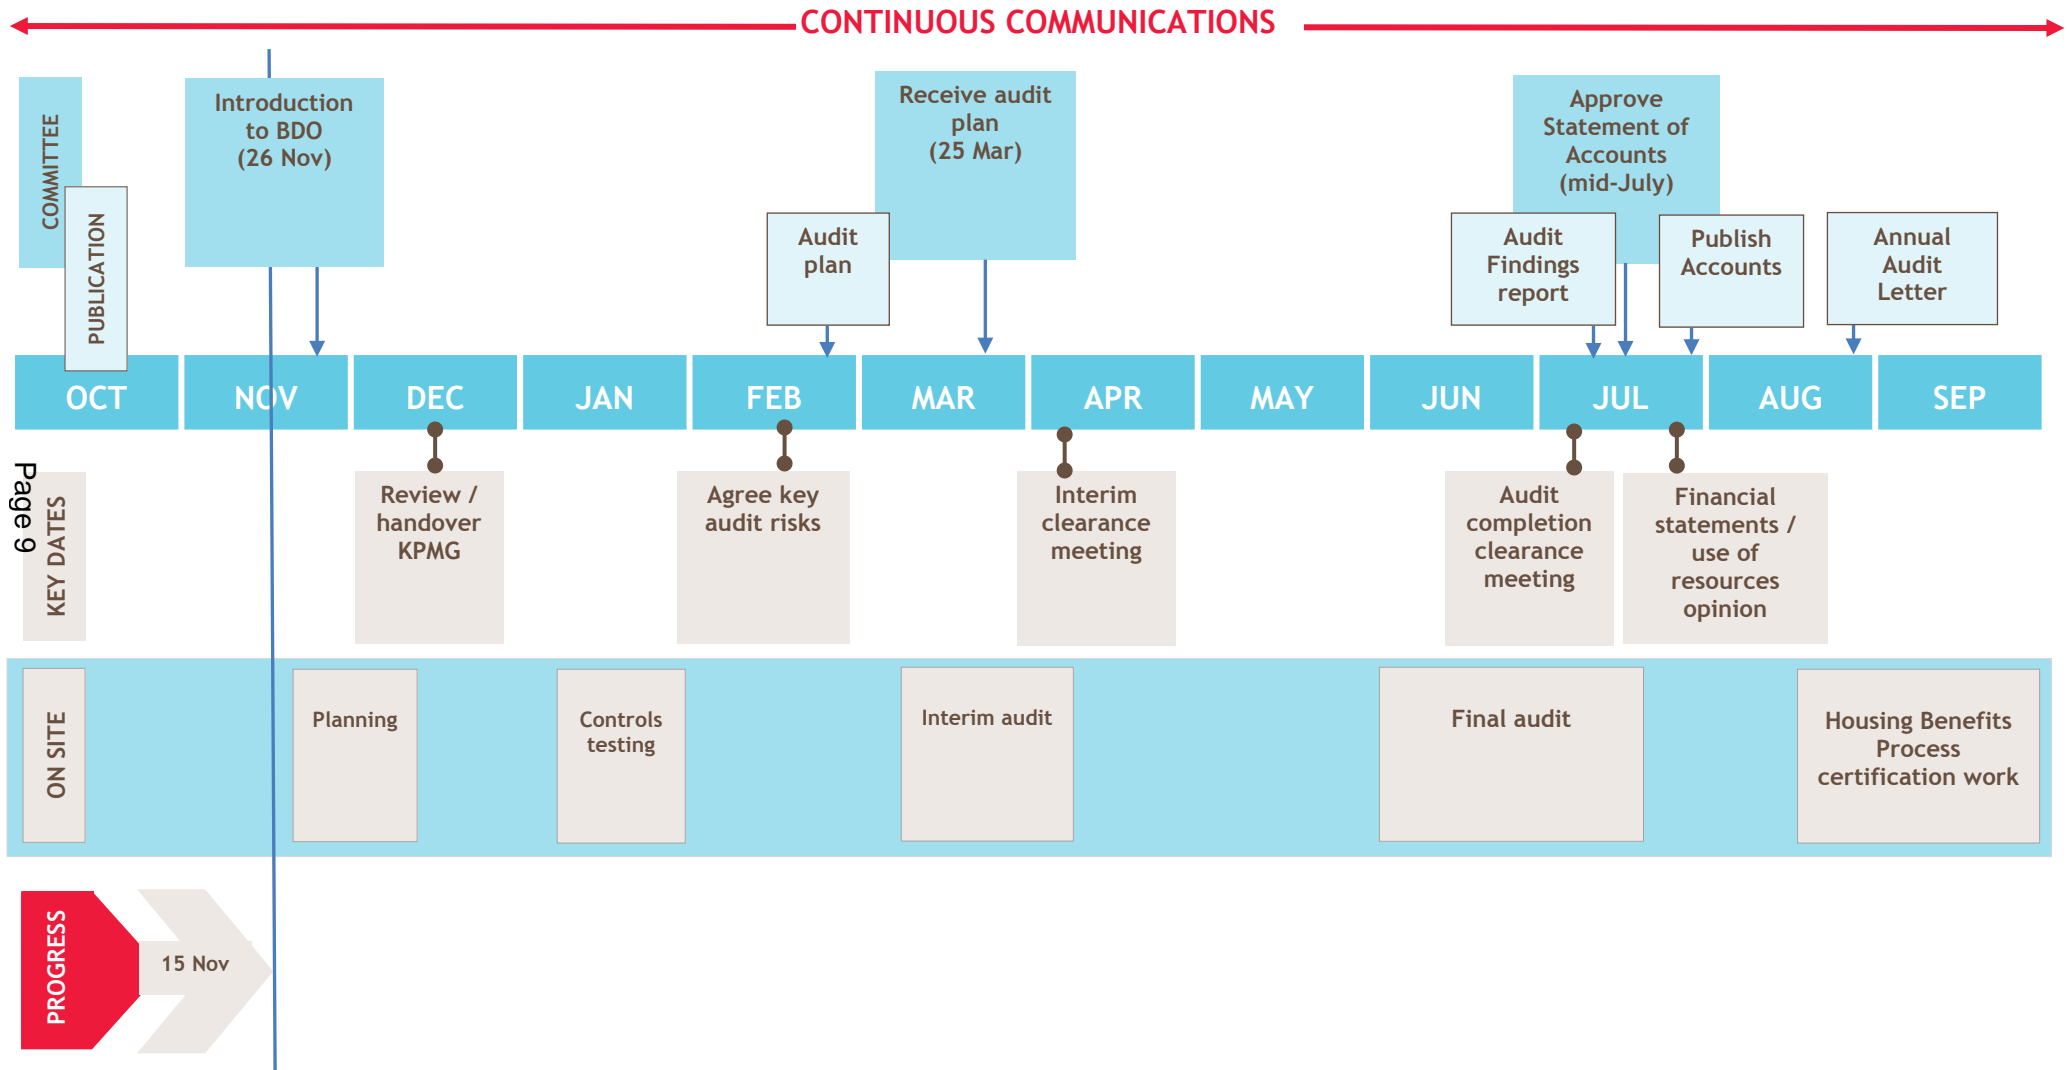 CONTINUOUS COMMUNICATIONS
COMMITTEE
PUBLICATION
Introduction
to BDO
(26 Nov)
Audit
plan
Receive audit
plan
(25 Mar)
Audit
Findings
report
Approve
Statement of
Accounts
(mid-July)
Publish
Accounts
Annual
Audit
Letter
OCT NOV DEC JAN FEB MAR APR MAY JUN JUL AUG SEP
Page 9
KEY DATES
Review /
handover
KPMG
Agree key
audit risks
Interim
clearance
meeting
Audit
completion
clearance
meeting
Financial
statements /
use of
resources
opinion
ON SITE
Planning
Controls
testing
Interim audit
Final audit
Housing Benefits
Process
certification work
PROGRESS
15 Nov